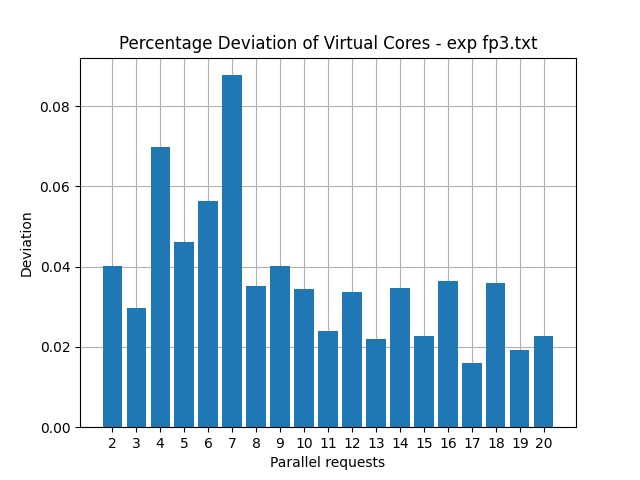 Percentage Deviation of Virtual Cores - exp fp3.txt
0.08
0.06
0.04
0.02
0.00
Deviation
2 3 4 5 6 7 8 9 10 11 12 13 14 15 16 17 18 19 20
Parallel requests